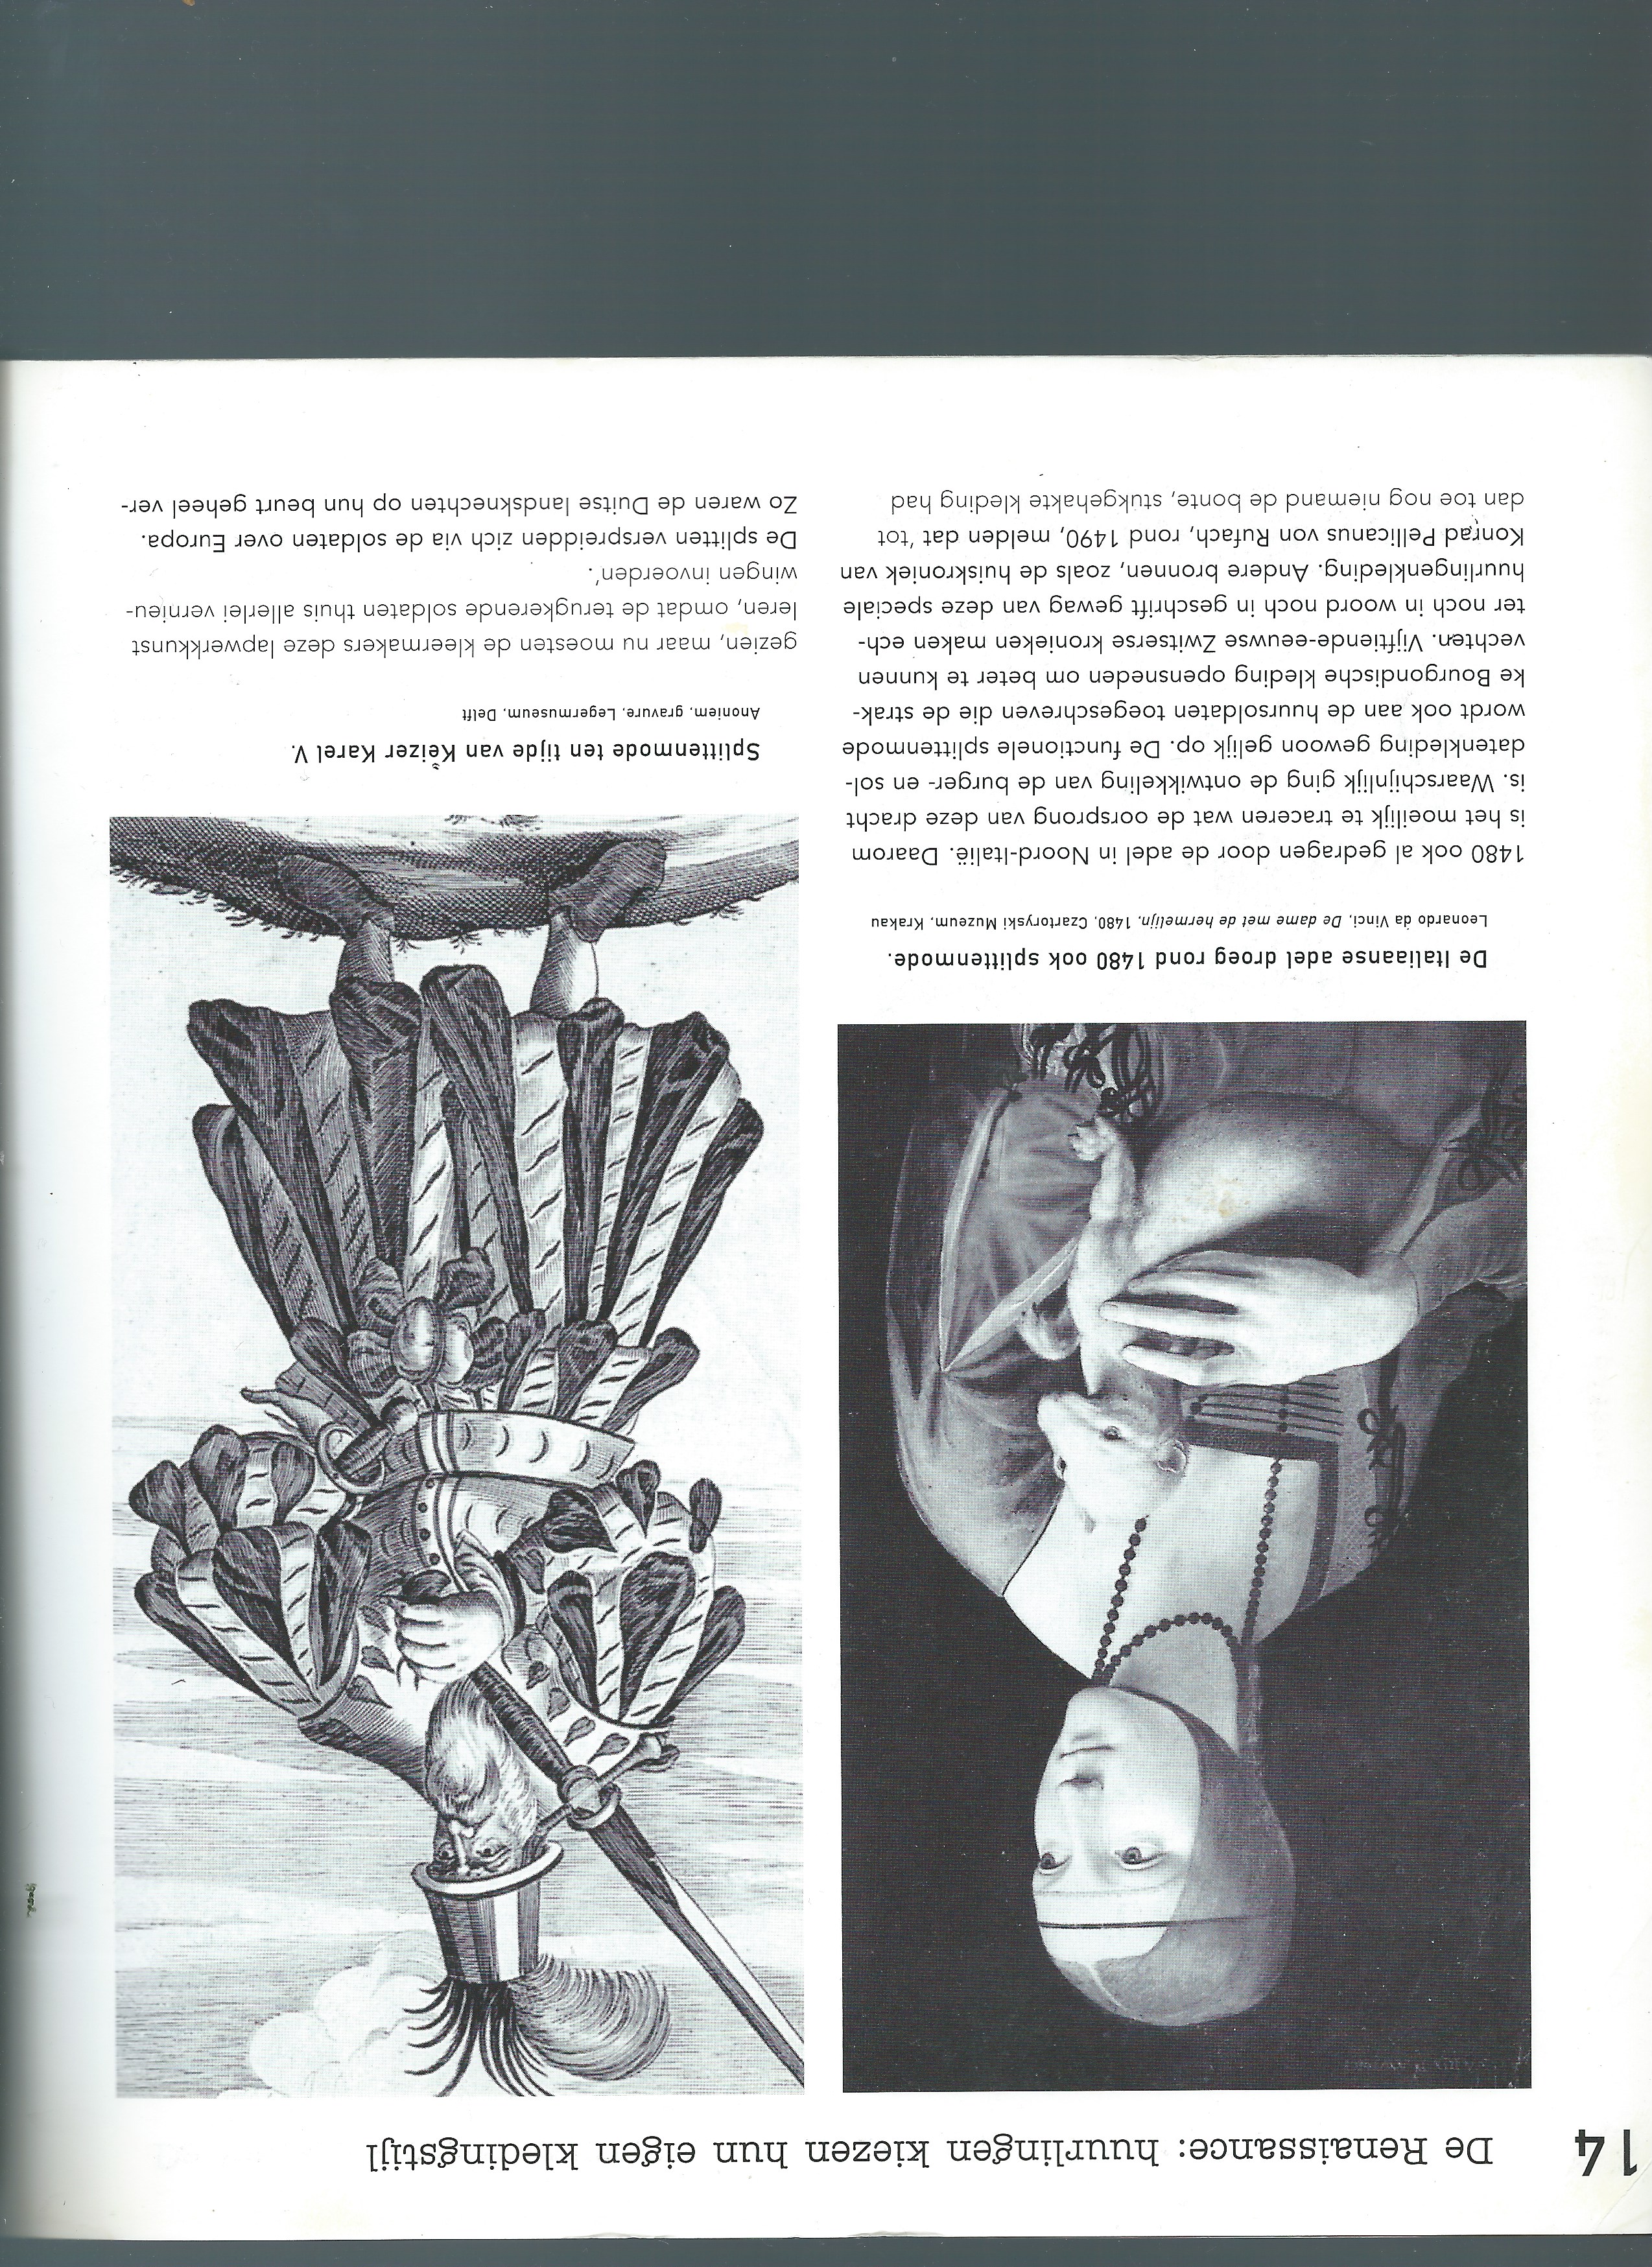 14
De Renaissance: huurlingen kiezen hun eigen kledingstijl
De Italiaanse adel droeg rond 1480 ook splittenmode.
Leonardo da Vinci, De dame met de hermelijn, 1480, Czartoryski Muzeum, Krakau
1480 ook al gedragen door de adel in Noord-Italië. Daarom
is het moeilijk te traceren wat de oorsprong van deze dracht
is. Waarschijnlijk ging de ontwikkeling van de burger- en sol-
datenkleding gewoon gelijk op. De functionele splittenmode
wordt ook aan de huursoldaten toegeschreven die de strak-
ke Bourgondische kleding opensneden om beter te kunnen
vechten. Vijftiende-eeuwse Zwitserse kronieken maken ech-
ter noch in woord noch in geschrift gewag van deze speciale
huurlingenkleding. Andere bronnen, zoals de huiskroniek van
Konrad Pellicanus von Rufach, rond 1490, melden dat 'tot
dan toe nog niemand de bonte, stukgehakte kleding had
Splittenmode ten tijde van Keizer Karel V.
Anoniem, gravure, Legermuseum, Delft
gezien, maar nu moesten de kleermakers deze lapwerkkunst
leren, omdat de terugkerende soldaten thuis allerlei vernieu-
wingen invoerden'.
De splitten verspreidden zich via de soldaten over Europa.
Zo waren de Duitse landsknechten op hun beurt geheel ver-